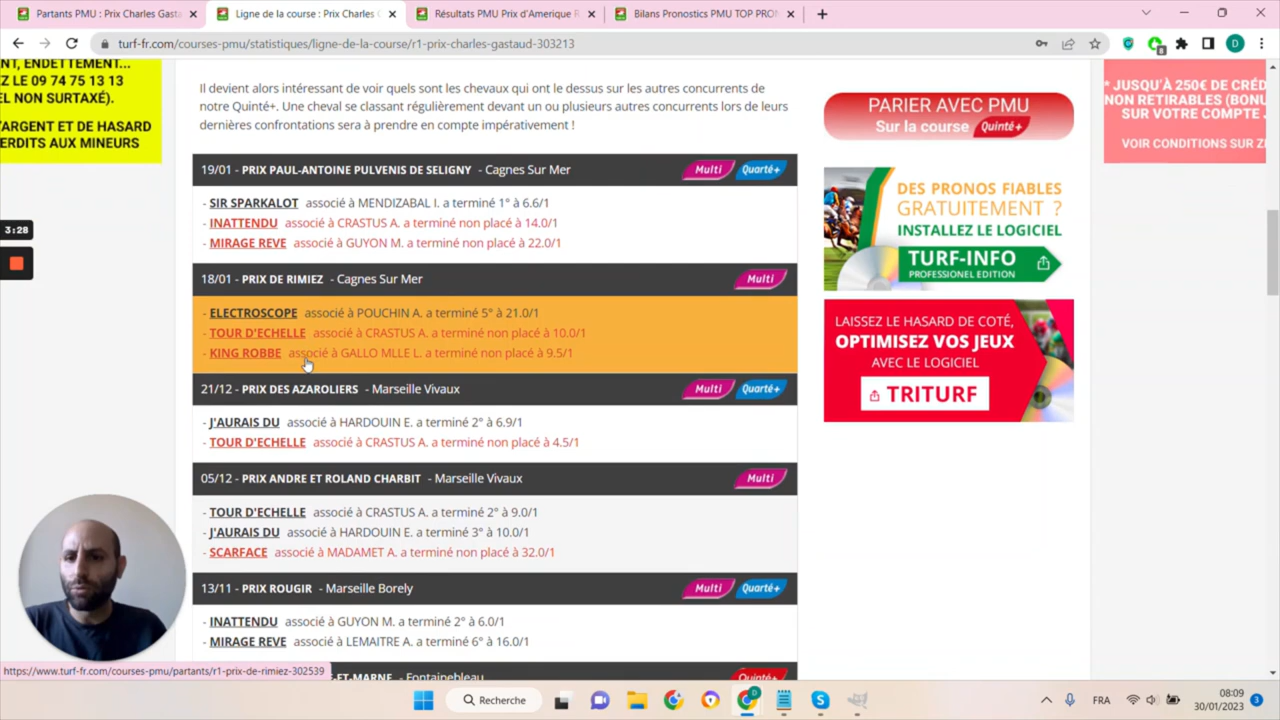 Partants PMU : Prix Charles Gasta
Ligne de la course : Prix Charles G
Résultats PMU Prix d'Amerique R
Bilans Pronostics PMU TOP PRON
turf-fr.com/courses-pmu/statistiques/ligne-de-la-course/r1-prix-charles-gastaud-303213
NT, ENDETTEMENT...
Z LE 09 74 75 13 13
EL NON SURTAXÉ).
'ARGENT ET DE HASARD
ERDITS AUX MINEURS
Il devient alors intéressant de voir quels sont les chevaux qui ont le dessus sur les autres concurrents de
notre Quinté+. Une cheval se classant régulièrement devant un ou plusieurs autres concurrents lors de leurs
dernières confrontations sera à prendre en compte impérativement !
PARIER AVEC PMU
Sur la course Quinté+
* JUSQU'À 250€ DE CRÉD
NON RETIRABLES (BONU
SUR VOTRE COMPTE .
VOIR CONDITIONS SUR ZE
19/01 - PRIX PAUL-ANTOINE PULVENIS DE SELIGNY - Cagnes Sur Mer Multi Quarté+
- SIR SPARKALOT associé à MENDIZABAL I. a terminé 1° à 6.6/1
- INATTENDU associé à CRASTUS A. a terminé non placé à 14.0/1
- MIRAGE REVE associé à GUYON M. a terminé non placé à 22.0/1
3:28
18/01 - PRIX DE RIMIEZ - Cagnes Sur Mer Multi
- ELECTROSCOPE associé à POUCHIN A. a terminé 5° à 21.0/1
- TOUR D'ECHELLE associé à CRASTUS A. a terminé non placé à 10.0/1
- KING ROBBE associé à GALLO MLLE L. a terminé non placé à 9.5/1
21/12 - PRIX DES AZAROLIERS - Marseille Vivaux Multi Quarté+
- J'AURAIS DU associé à HARDOUIN E. a terminé 2° à 6.9/1
- TOUR D'ECHELLE associé à CRASTUS A. a terminé non placé à 4.5/1
05/12 - PRIX ANDRE ET ROLAND CHARBIT - Marseille Vivaux Multi
- TOUR D'ECHELLE associé à CRASTUS A. a terminé 2° à 9.0/1
- J'AURAIS DU associé à HARDOUIN E. a terminé 3° à 10.0/1
- SCARFACE associé à MADAMET A. a terminé non placé à 32.0/1
13/11 - PRIX ROUGIR - Marseille Borely Multi Quarté+
- INATTENDU associé à GUYON M. a terminé 2° à 6.0/1
- MIRAGE REVE associé à LEMAITRE A. a terminé 6° à 16.0/1
ET-MARNE - Fontainebleau Quinté+
DES PRONOS FIABLES
GRATUITEMENT ?
INSTALLEZ LE LOGICIEL
TURF-INFO
PROFESSIONEL EDITION
LAISSEZ LE HASARD DE COTÉ,
OPTIMISEZ VOS JEUX
AVEC LE LOGICIEL
TRITURF
https://www.turf-fr.com/courses-pmu/partants/r1-prix-de-rimiez-302539
Recherche
FRA
08:09
30/01/2023
3